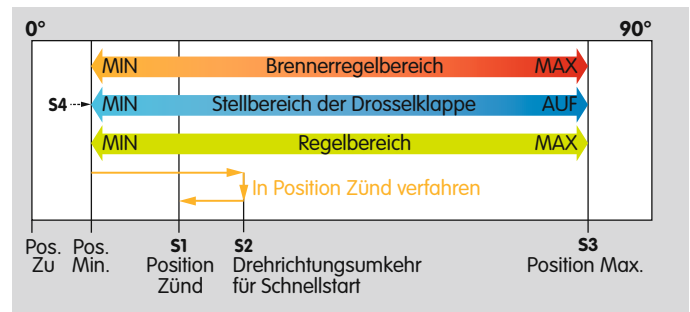 0° 90°
MIN Brennerregelbereich MAX
S4 MIN Stellbereich der Drosselklappe AUF
MIN Regelbereich MAX
In Position Zünd verfahren
Pos. Pos. S1 S2 S3
Zu Min. Position Drehrichtungsumkehr Position Max.
Zünd für Schnellstart